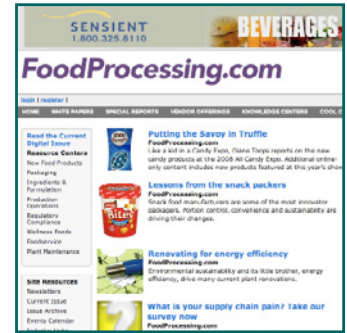 SENSIENT
1.800.325.8110
BEVERAGES
FoodProcessing.com
login | register |
HOME WHITE PAPERS SPECIAL REPORTS VENDOR OFFERINGS KNOWLEDGE CENTERS COOL C
Read the Current
Digital Issue
Resource Centers
New Food Products
Packaging
Ingredients &
Formulation
Production
Operations
Regulatory
Compliance
Wellness Foods
Foodservice
Plant Maintenance
Site Resources
Newsletters
Current Issue
Issue Archive
Events Calendar
Putting the Savoy in Truffle
FoodProcessing.com
Like a kid in a Candy Expo, Diane Toops reports on the new
candy products at the 2008 All Candy Expo. Additional online-
only content includes new products featured at this year's show
Lessons from the snack packers
FoodProcessing.com
Snack food manufacturers are some of the most innovator
packagers. Portion control, convenience and sustainability are
driving their changes.
Bites
Renovating for energy efficiency
FoodProcessing.com
Environmental sustainability and its little brother, energy
efficiency, drive many current plant renovations.
What is your supply chain pain? Take our
survey now
FoodProcessing.com